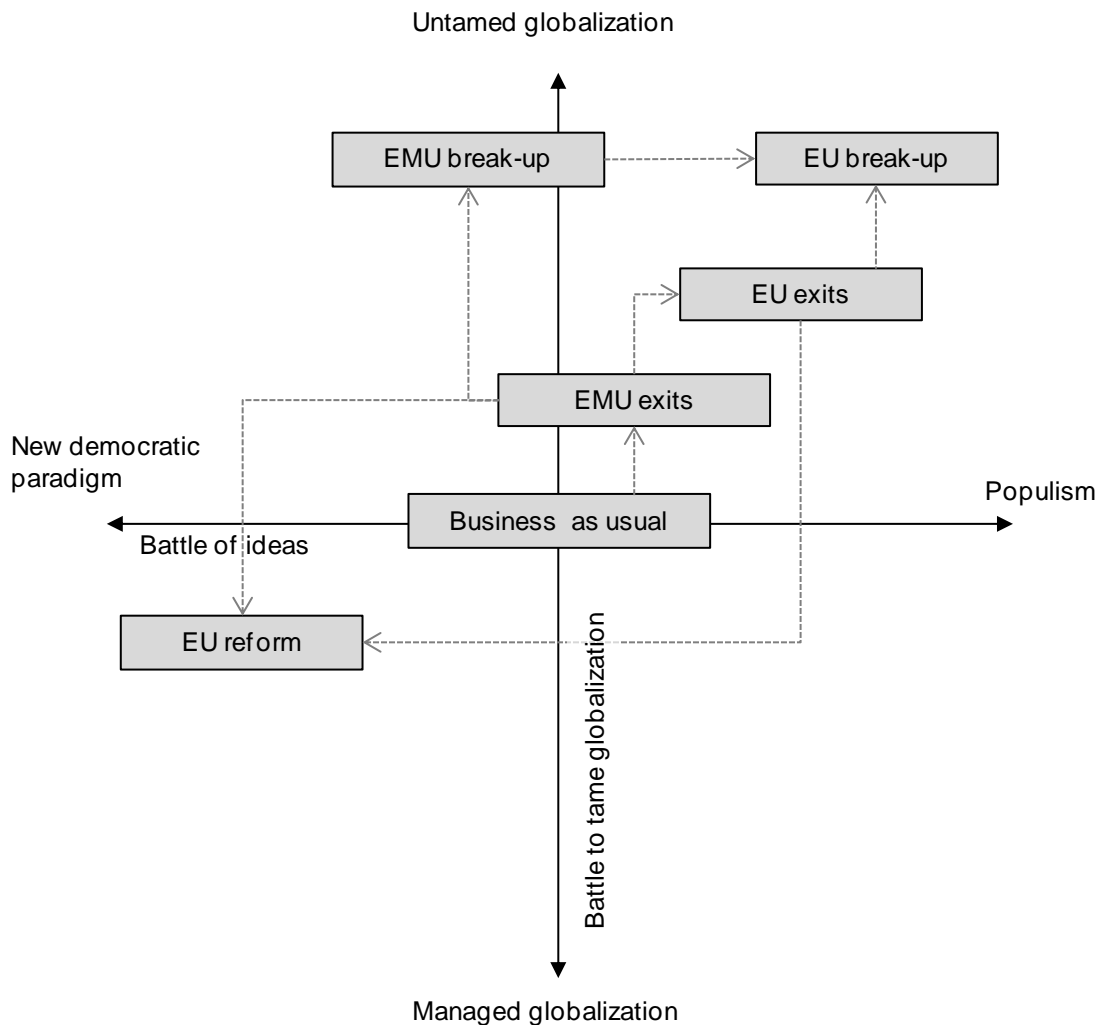 Untamed globalization
EMU break-up
EU break-up
EU exits
EMU exits
New democratic
paradigm
Populism
Business as usual
Battle of ideas
EU reform
Battle to tame globalization
Managed globalization